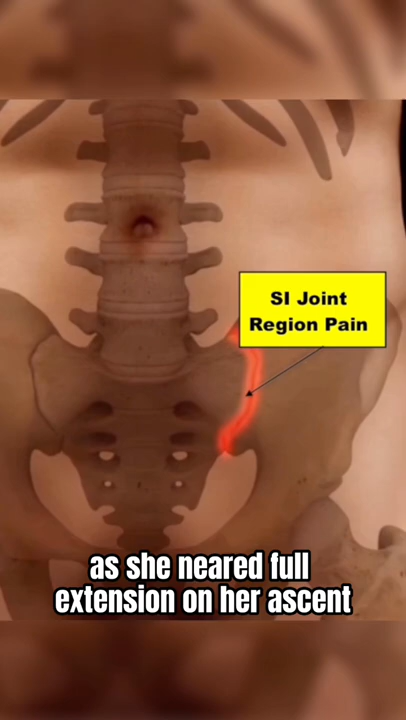 SI Joint
Region Pain
as she neared full
extension on her ascent